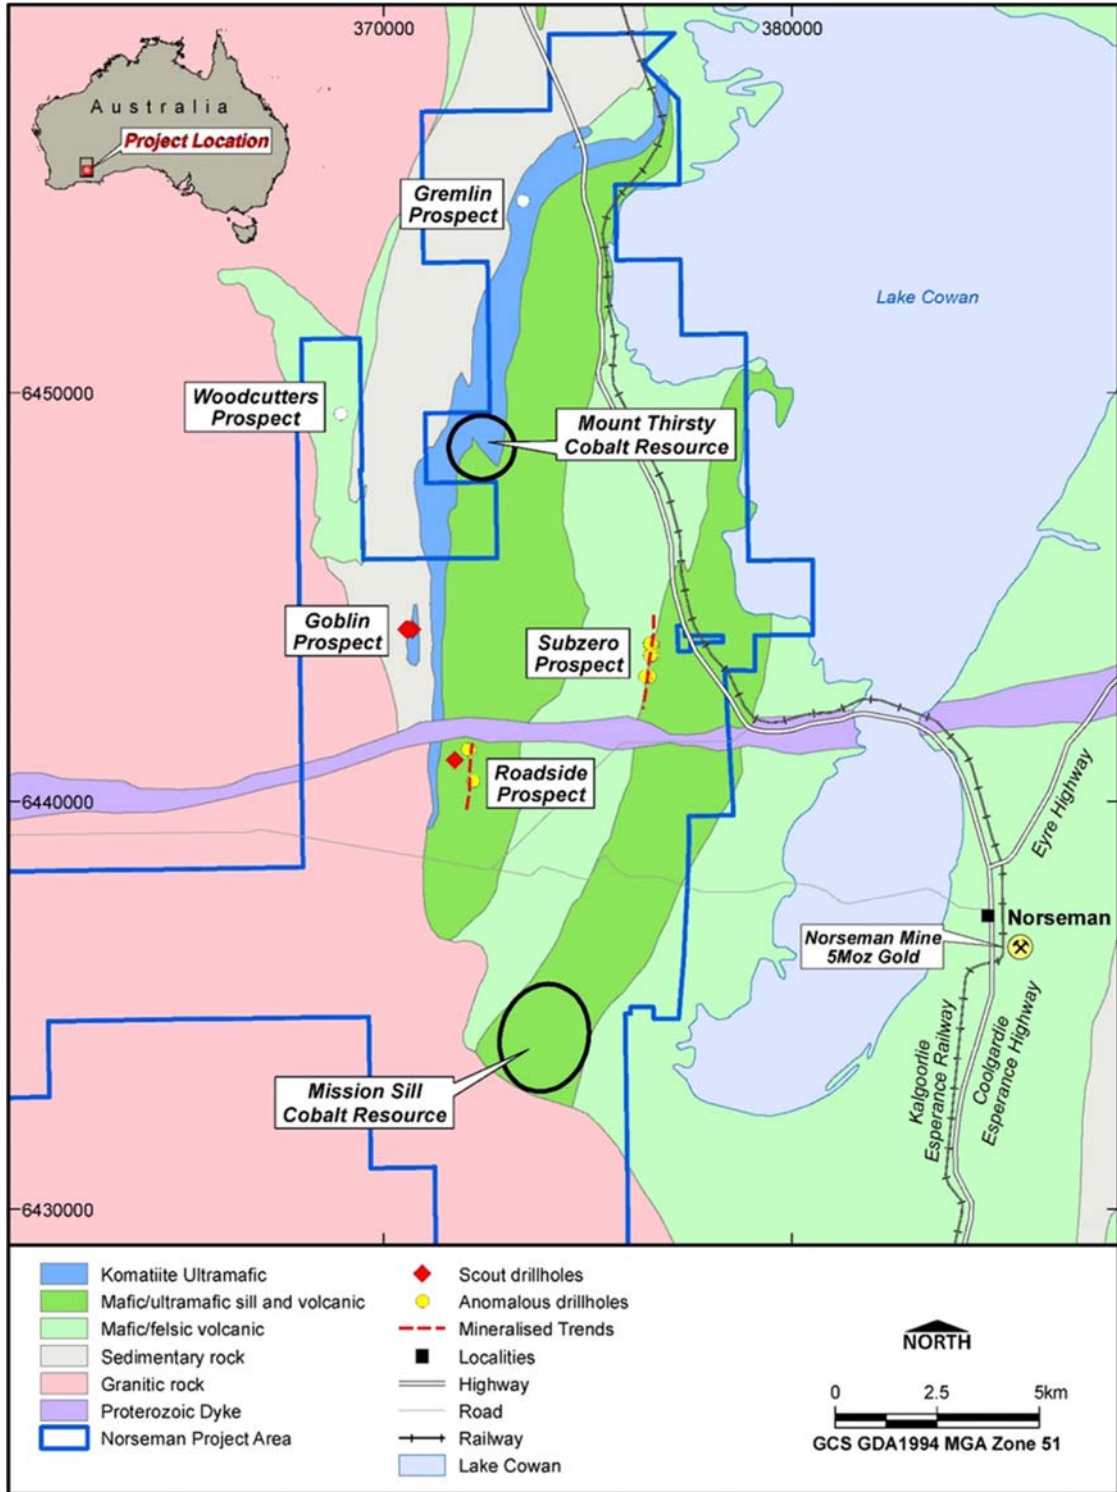 370000
380000
Australia
Project Location
Gremlin
Prospect
Lake Cowan
6450000
Woodcutters
Prospect
Mount Thirsty
Cobalt Resource
Goblin
Prospect
Subzero
Prospect
Roadside
Prospect
6440000
Eyre Highway
Norseman
Norseman Mine
5Moz Gold
Kalgoorlie
Esperance Railway
Coolgardie
Esperance Highway
Mission Sill
Cobalt Resource
6430000
Komatiite Ultramafic
Mafic/ultramafic sill and volcanic
Mafic/felsic volcanic
Sedimentary rock
Granitic rock
Proterozoic Dyke
Norseman Project Area
Scout drillholes
Anomalous drillholes
Mineralised Trends
Localities
Highway
Road
Railway
Lake Cowan
NORTH
0 2.5 5km
GCS GDA1994 MGA Zone 51